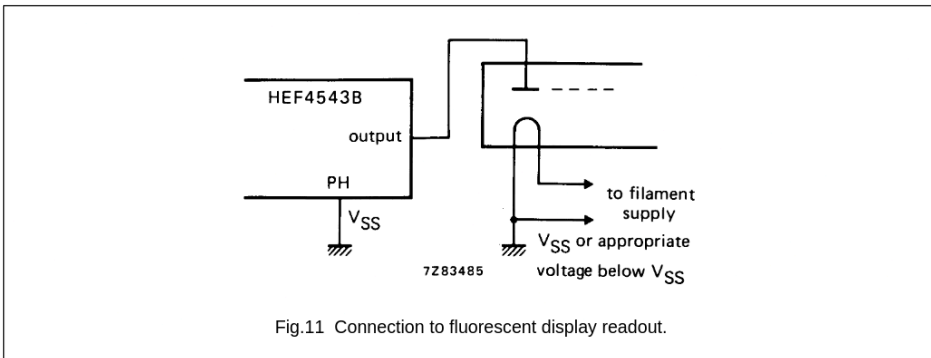 HEF4543B
output
PH
VSS
to filament
supply
VSS or appropriate
voltage below VSS
7Z83485
Fig.11 Connection to fluorescent display readout.